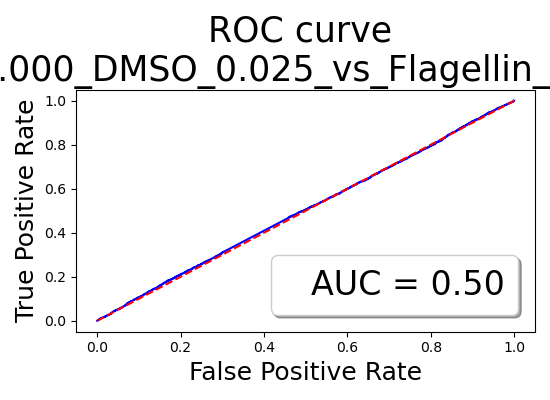 ROC curve
.000_DMSO_0.025_vs_Flagellin_
True Positive Rate
1.0
0.8
0.6
0.4
0.2
0.0
AUC = 0.50
0.0 0.2 0.4 0.6 0.8 1.0
False Positive Rate